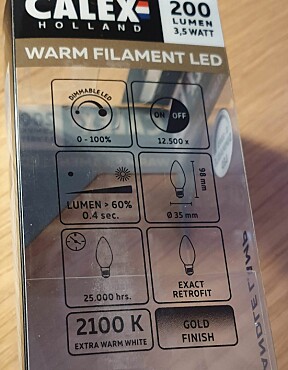 CALEX
HOLLAND
200
LUMEN
3,5 WATT
WARM FILAMENT LED
DIMMABLE LED
0 - 100%
ON OFF
12.500 x
LUMEN > 60%
0.4 sec.
98 mm
Ø 35 mm
25.000 hrs.
EXACT
RETROFIT
2100 K
EXTRA WARM WHITE
GOLD
FINISH
ANDLE LAMP